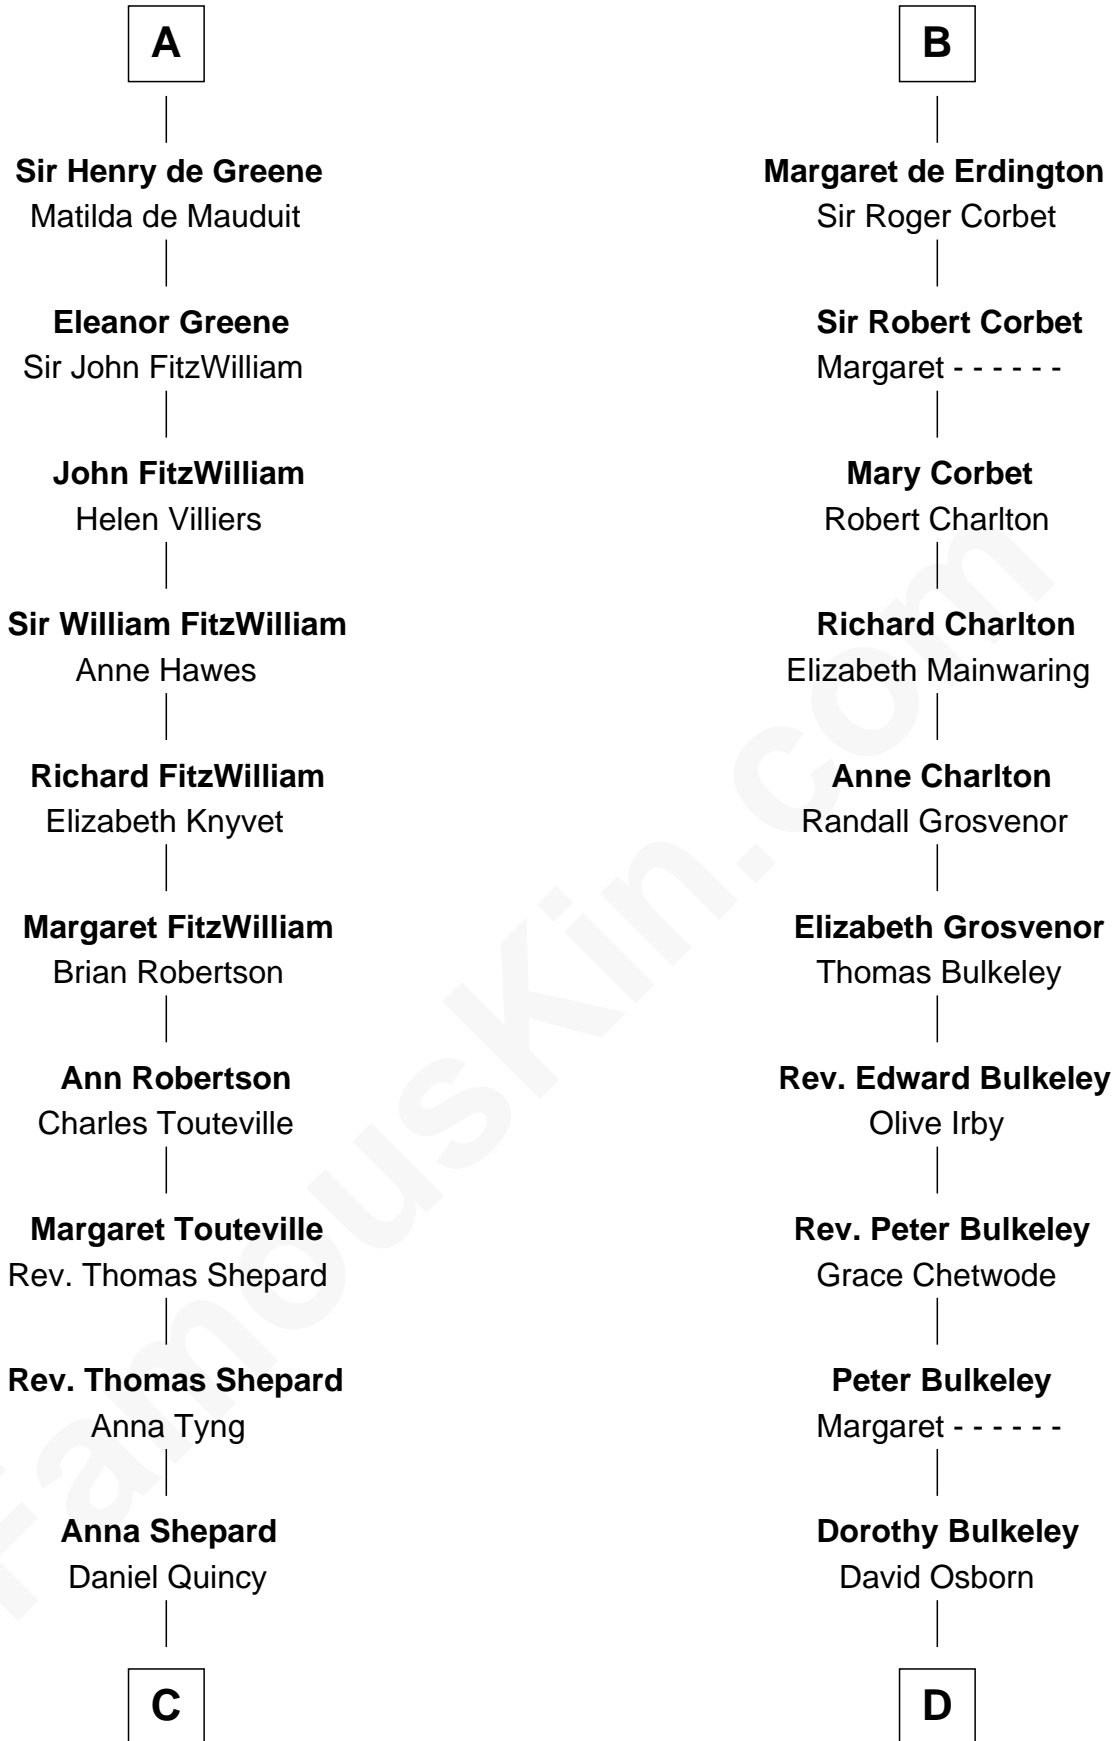 A
Sir Henry de Greene
Matilda de Mauduit
Eleanor Greene
Sir John FitzWilliam
John FitzWilliam
Helen Villiers
Sir William FitzWilliam
Anne Hawes
Richard FitzWilliam
Elizabeth Knyvet
Margaret FitzWilliam
Brian Robertson
Ann Robertson
Charles Touteville
Margaret Touteville
Rev. Thomas Shepard
Rev. Thomas Shepard
Anna Tyng
Anna Shepard
Daniel Quincy
C
B
Margaret de Erdington
Sir Roger Corbet
Sir Robert Corbet
Margaret - - - - - -
Mary Corbet
Robert Charlton
Richard Charlton
Elizabeth Mainwaring
Anne Charlton
Randall Grosvenor
Elizabeth Grosvenor
Thomas Bulkeley
Rev. Edward Bulkeley
Olive Irby
Rev. Peter Bulkeley
Grace Chetwode
Peter Bulkeley
Margaret - - - - - -
Dorothy Bulkeley
David Osborn
D
FamousKin.com